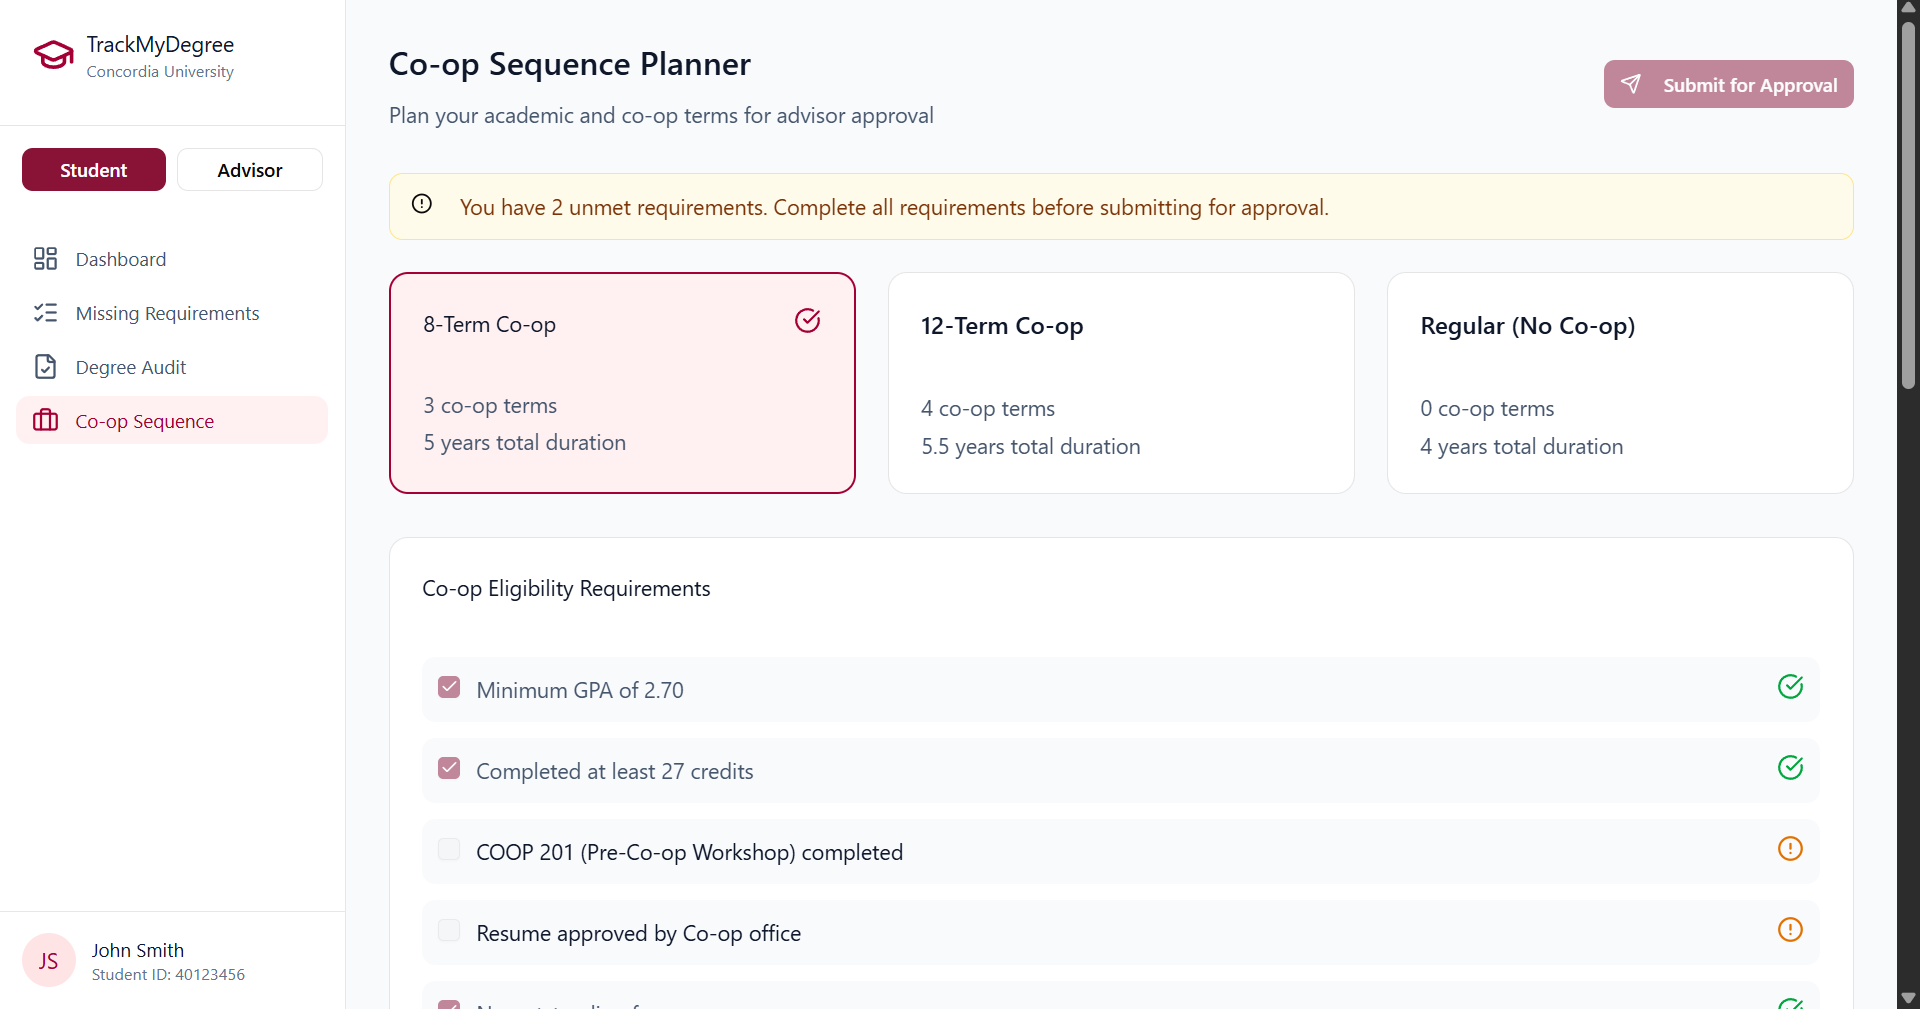 TrackMyDegree
Concordia University
Student
Advisor
Dashboard
Missing Requirements
Degree Audit
Co-op Sequence
JS
John Smith
Student ID: 40123456
Co-op Sequence Planner
Plan your academic and co-op terms for advisor approval
Submit for Approval
You have 2 unmet requirements. Complete all requirements before submitting for approval.
8-Term Co-op
3 co-op terms
5 years total duration
12-Term Co-op
4 co-op terms
5.5 years total duration
Regular (No Co-op)
0 co-op terms
4 years total duration
Co-op Eligibility Requirements
Minimum GPA of 2.70
Completed at least 27 credits
COOP 201 (Pre-Co-op Workshop) completed
Resume approved by Co-op office